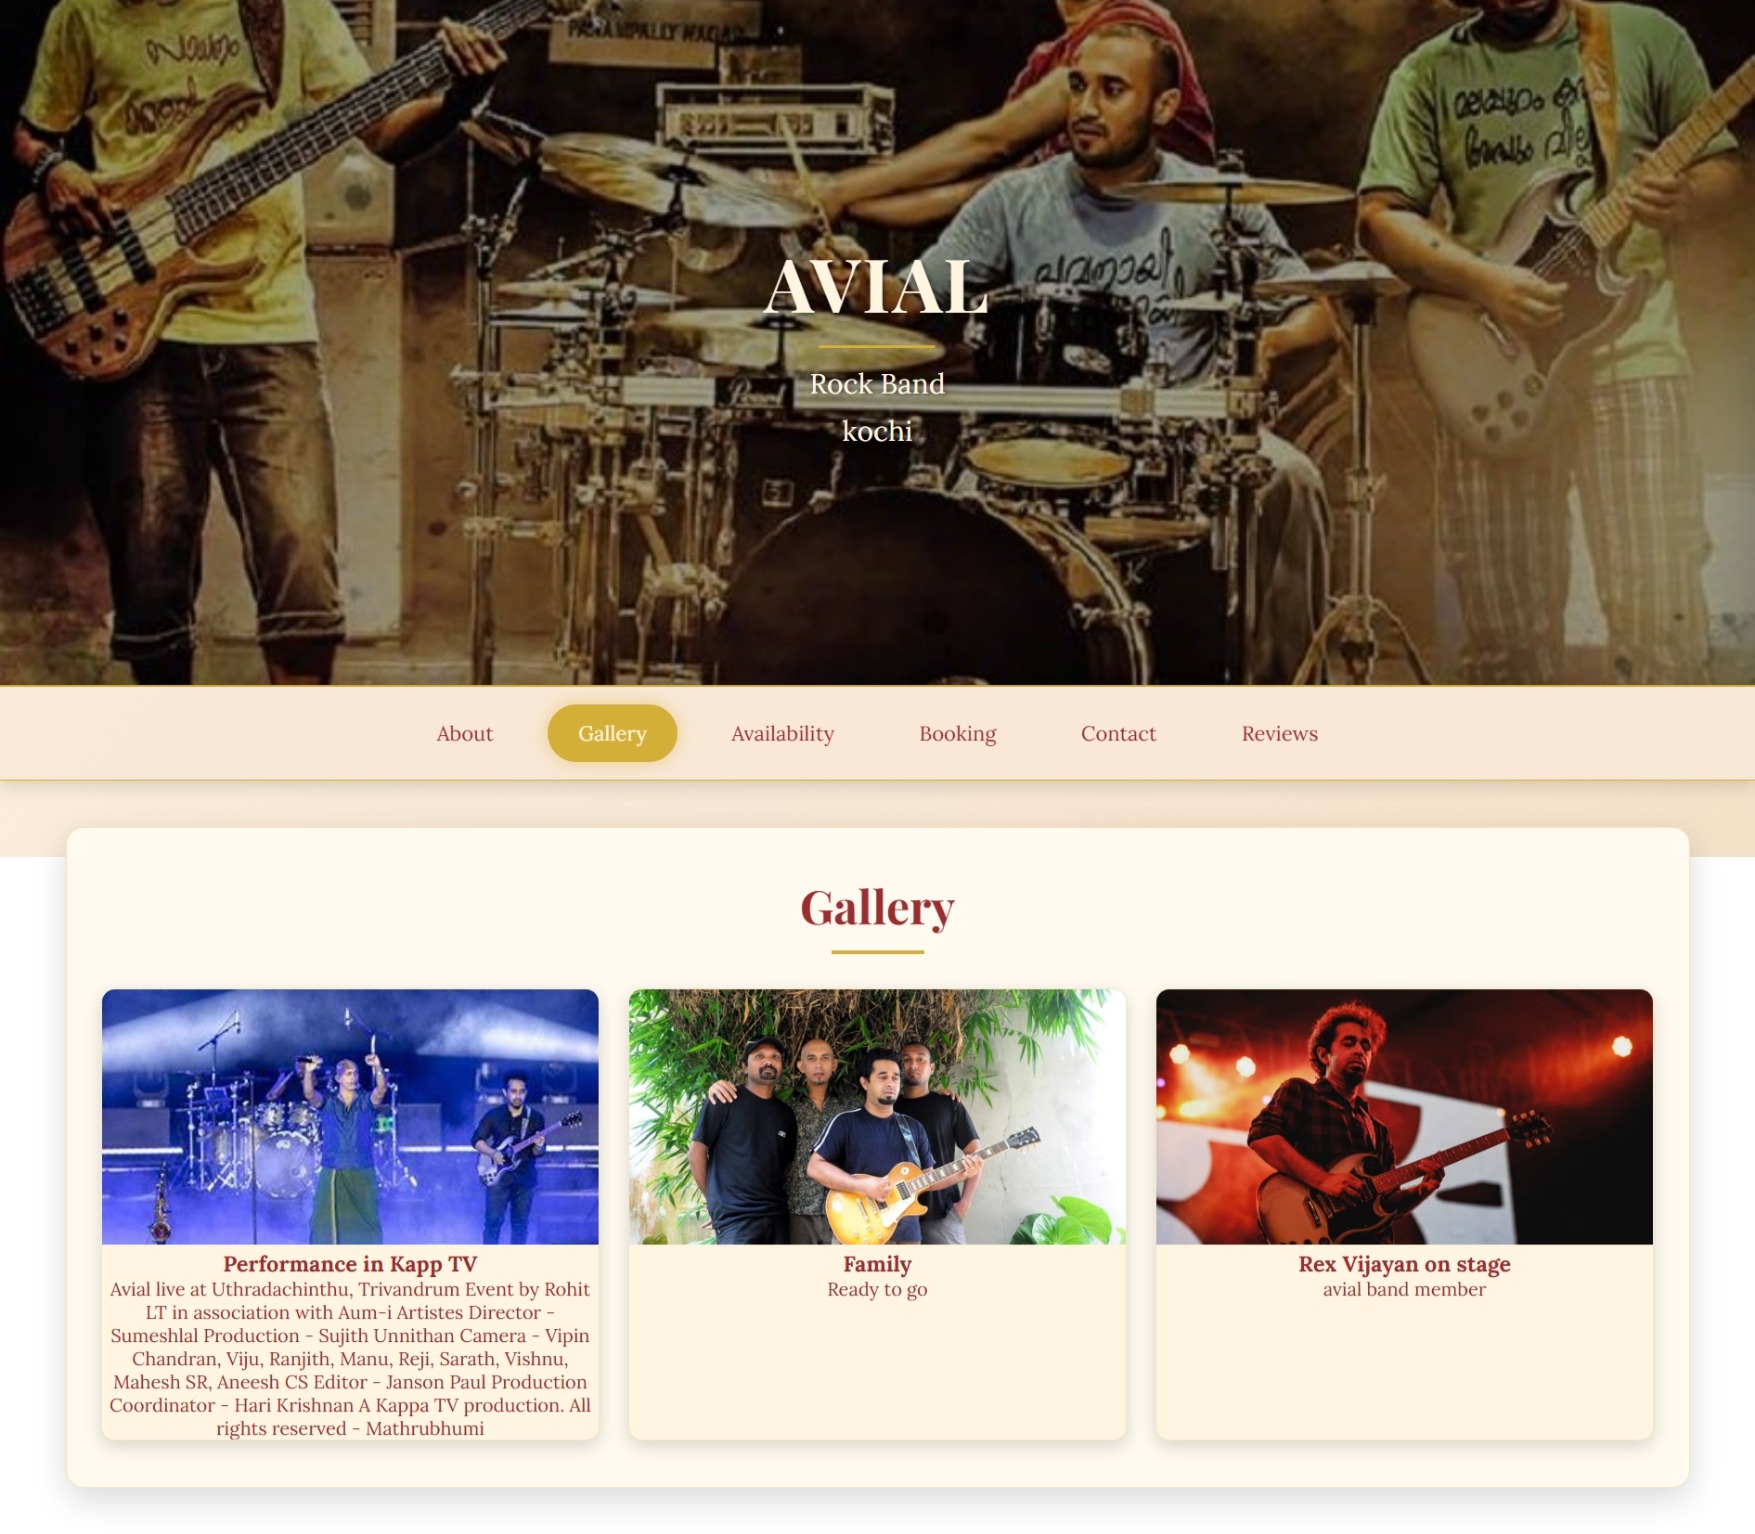 PANAMPALLY NAGAR
AVIAL
Rock Band
kochi
About
Gallery
Availability
Booking
Contact
Reviews
Gallery
Performance in Kapp TV
Avial live at Uthradachinthu, Trivandrum Event by Rohit
LT in association with Aum-i Artistes Director -
Sumeshlal Production - Sujith Unnithan Camera - Vipin
Chandran, Viju, Ranjith, Manu, Reji, Sarath, Vishnu,
Mahesh SR, Aneesh CS Editor - Janson Paul Production
Coordinator - Hari Krishnan A Kappa TV production. All
rights reserved - Mathrubhumi
Family
Ready to go
Rex Vijayan on stage
avial band member